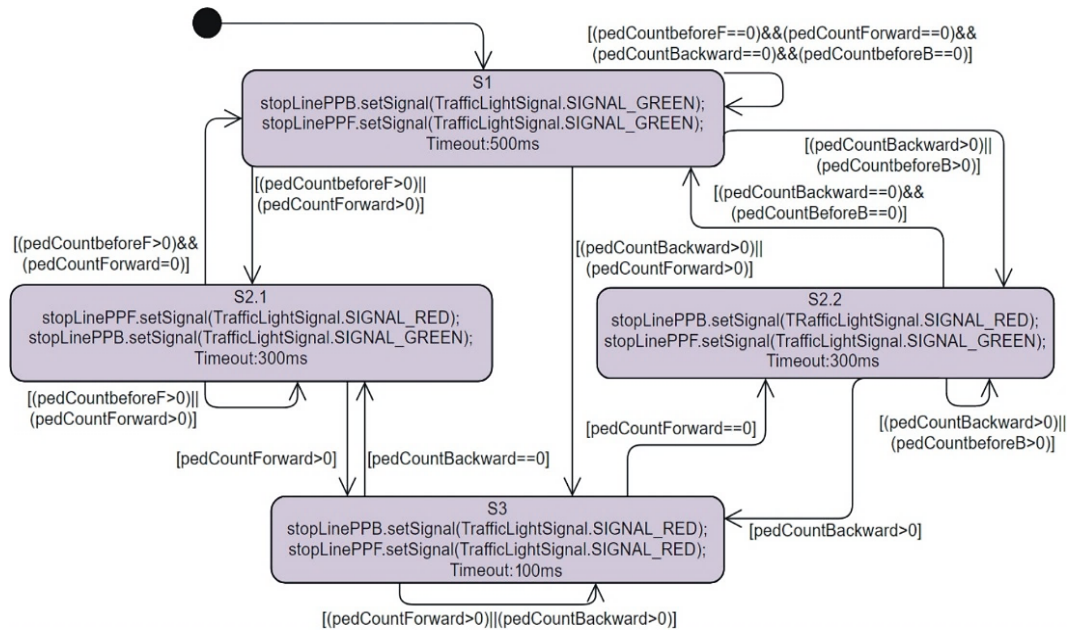 [(pedCountbeforeF==0)&&(pedCountForward==0)&&
(pedCountBackward==0)&&(pedCountbeforeB==0)]
S1
stopLinePPB.setSignal(TrafficLightSignal.SIGNAL_GREEN);
stopLinePPF.setSignal(TrafficLightSignal.SIGNAL_GREEN);
Timeout:500ms
[(pedCountBackward>0)||
(pedCountbeforeB>0)]
[(pedCountbeforeF>0)||
(pedCountForward>0)]
[(pedCountBackward==0)&&
(pedCountBeforeB==0)]
[(pedCountbeforeF>0)&&
(pedCountForward=0)]
[(pedCountBackward>0)||
(pedCountForward>0)]
S2.1
stopLinePPF.setSignal(TrafficLightSignal.SIGNAL_RED);
stopLinePPB.setSignal(TrafficLightSignal.SIGNAL_GREEN);
Timeout:300ms
S2.2
stopLinePPB.setSignal(TRafficLightSignal.SIGNAL_RED);
stopLinePPF.setSignal(TrafficLightSignal.SIGNAL_GREEN);
Timeout:300ms
[(pedCountbeforeF>0)||
(pedCountForward>0)]
[(pedCountBackward>0)||
(pedCountbeforeB>0)]
[pedCountForward>0]
[pedCountBackward==0]
[pedCountForward==0]
[pedCountBackward>0]
S3
stopLinePPB.setSignal(TrafficLightSignal.SIGNAL_RED);
stopLinePPF.setSignal(TrafficLightSignal.SIGNAL_RED);
Timeout:100ms
[(pedCountForward>0)||(pedCountBackward>0)]